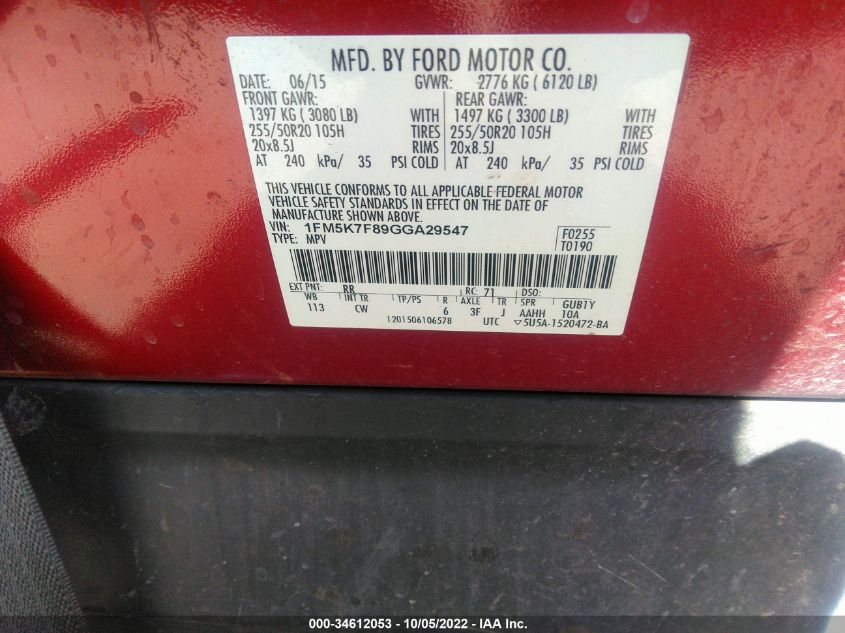 MFD. BY FORD MOTOR CO.
DATE: 06/15 GVWR: 2776 KG ( 6120 LB)
FRONT GAWR: REAR GAWR:
1397 KG ( 3080 LB) WITH 1497 KG ( 3300 LB) WITH
255/50R20 105H TIRES 255/50R20 105H TIRES
20x8.5J RIMS 20x8.5J RIMS
AT 240 kPa/ 35 PSI COLD AT 240 kPa/ 35 PSI COLD
THIS VEHICLE CONFORMS TO ALL APPLICABLE FEDERAL MOTOR
VEHICLE SAFETY STANDARDS IN EFFECT ON THE DATE OF
MANUFACTURE SHOWN ABOVE.
VIN: 1FM5K7F89GGA29547 F0255
TYPE: MPV T0190
EXT PNT: RR RC: 71 DSO:
WB INT TR TP/PS R AXLE TR SPR GUB1Y
113 CW 6 3F J AAHH 10A
1201506106578 UTC ▽5U5A-1520472-BA
000-34612053 - 10/05/2022 - IAA Inc.